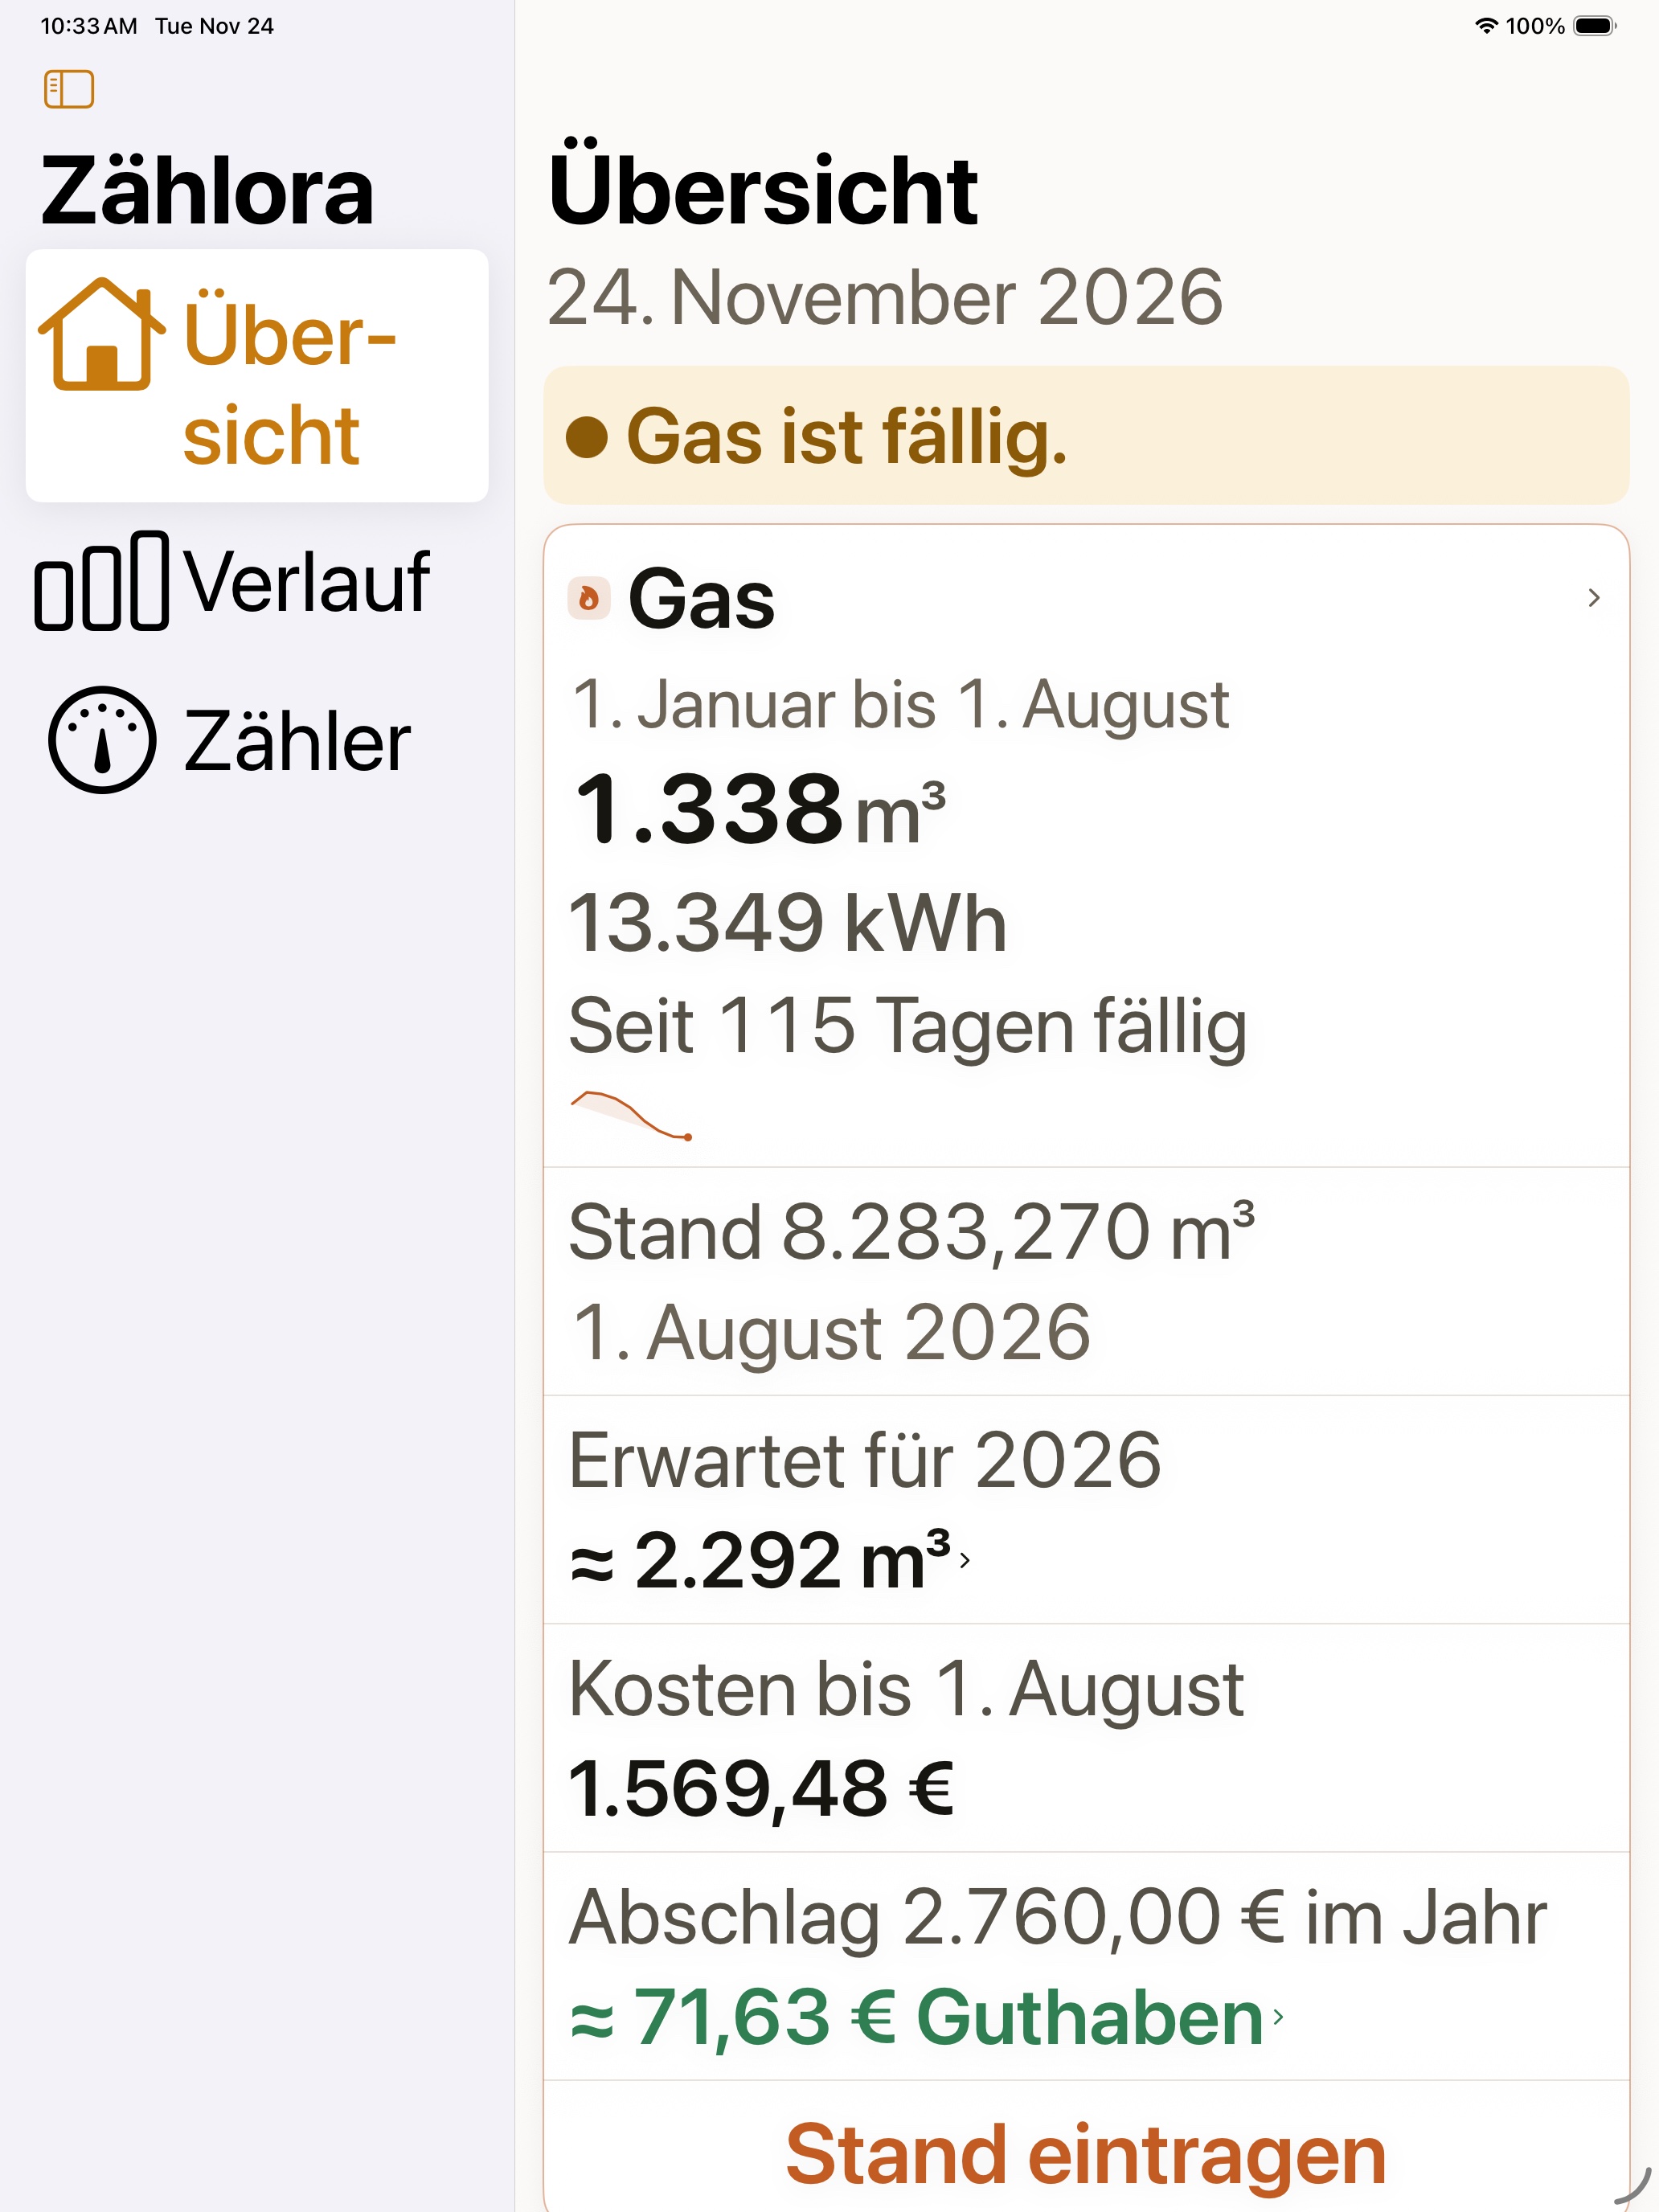 10:33 AM Tue Nov 24
100%
Zählora
Über-
sicht
Verlauf
Zähler
Übersicht
24. November 2026
Gas ist fällig.
Gas
1. Januar bis 1. August
1.338 m³
13.349 kWh
Seit 115 Tagen fällig
Stand 8.283,270 m³
1. August 2026
Erwartet für 2026
≈ 2.292 m³
Kosten bis 1. August
1.569,48 €
Abschlag 2.760,00 € im Jahr
≈ 71,63 € Guthaben
Stand eintragen